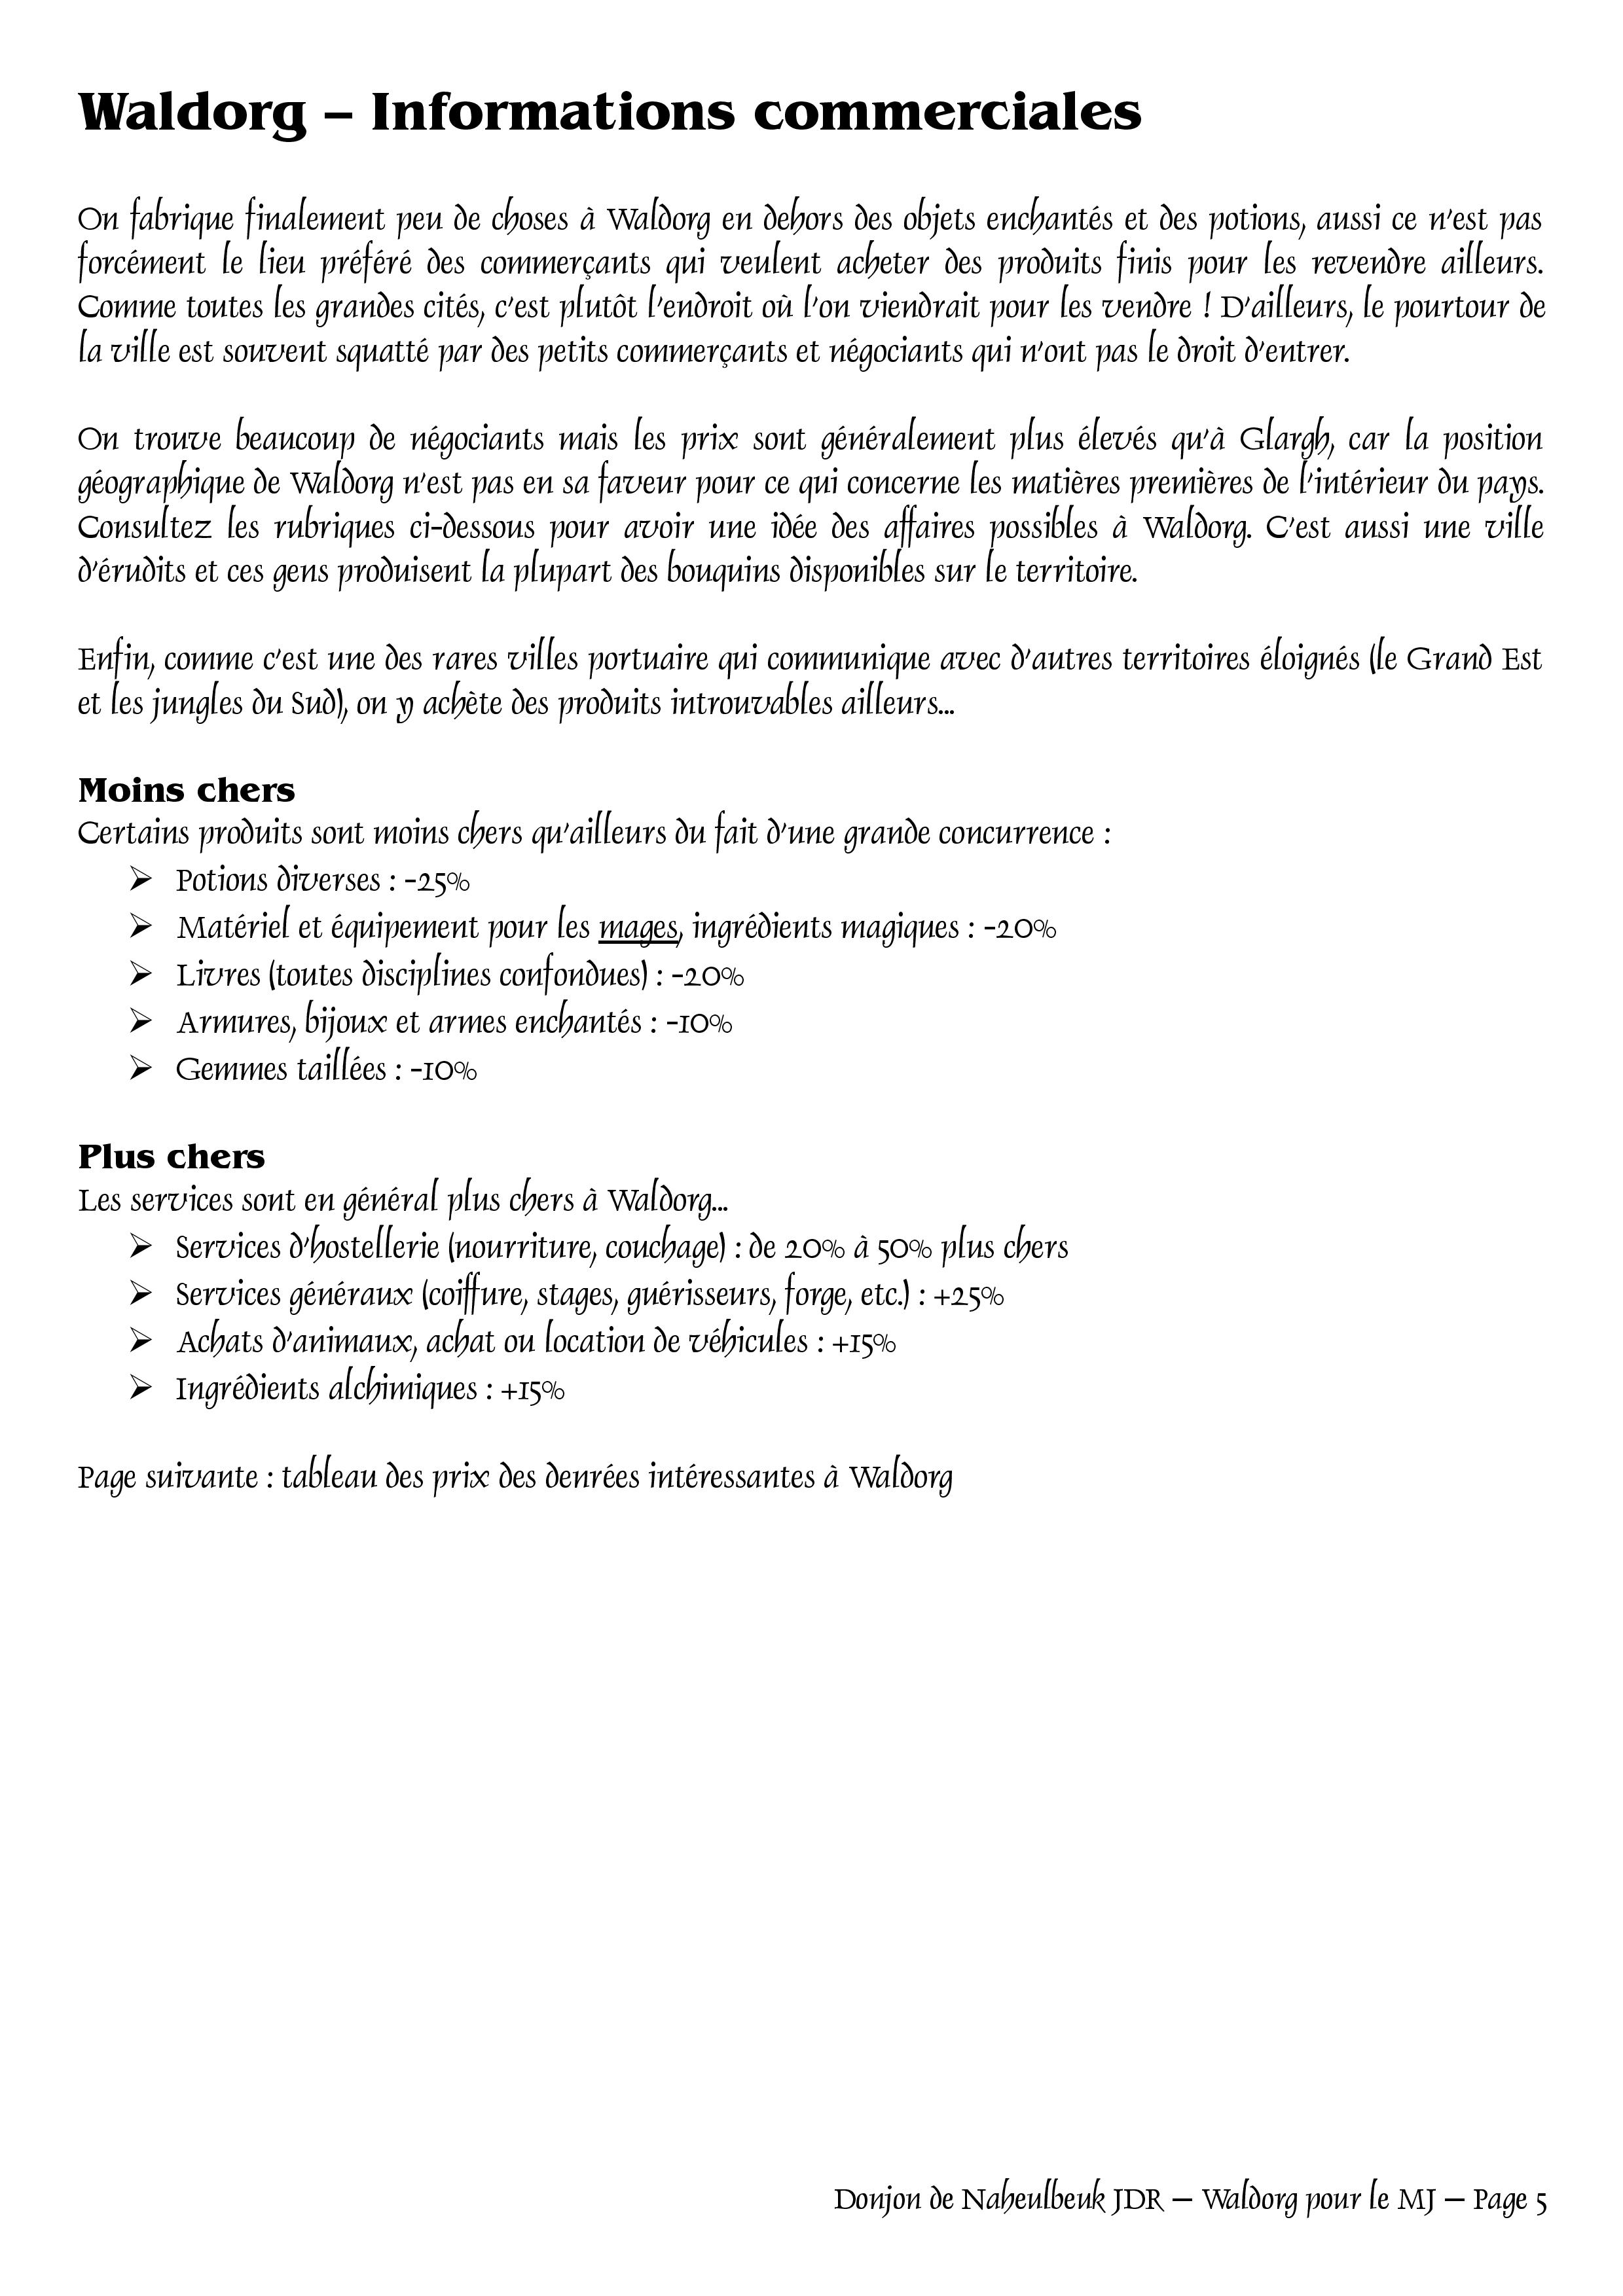 Waldorg – Informations commerciales
On fabrique finalement peu de choses à Waldorg en dehors des objets enchantés et des potions, aussi ce n'est pas
forcément le lieu préféré des commerçants qui veulent acheter des produits finis pour les revendre ailleurs.
Comme toutes les grandes cités, c'est plutôt l'endroit où l'on viendrait pour les vendre ! D'ailleurs, le pourtour de
la ville est souvent squatté par des petits commerçants et négociants qui n'ont pas le droit d'entrer.
On trouve beaucoup de négociants mais les prix sont généralement plus élevés qu'à Glargh, car la position
géographique de Waldorg n'est pas en sa faveur pour ce qui concerne les matières premières de l'intérieur du pays.
Consultez les rubriques ci-dessous pour avoir une idée des affaires possibles à Waldorg. C'est aussi une ville
d'érudits et ces gens produisent la plupart des bouquins disponibles sur le territoire.
Enfin, comme c'est une des rares villes portuaire qui communique avec d'autres territoires éloignés (le Grand Est
et les jungles du Sud), on y achète des produits introuvables ailleurs...
Moins chers
Certains produits sont moins chers qu'ailleurs du fait d'une grande concurrence :
➢ Potions diverses : -25%
➢ Matériel et équipement pour les mages, ingrédients magiques : -20%
➢ Livres (toutes disciplines confondues) : -20%
➢ Armures, bijoux et armes enchantés : -10%
➢ Gemmes taillées : -10%
Plus chers
Les services sont en général plus chers à Waldorg...
➢ Services d'hostellerie (nourriture, couchage) : de 20% à 50% plus chers
➢ Services généraux (coiffure, stages, guérisseurs, forge, etc.) : +25%
➢ Achats d'animaux, achat ou location de véhicules : +15%
➢ Ingrédients alchimiques : +15%
Page suivante : tableau des prix des denrées intéressantes à Waldorg
Donjon de Naheulbeuk JDR – Waldorg pour le MJ – Page 5